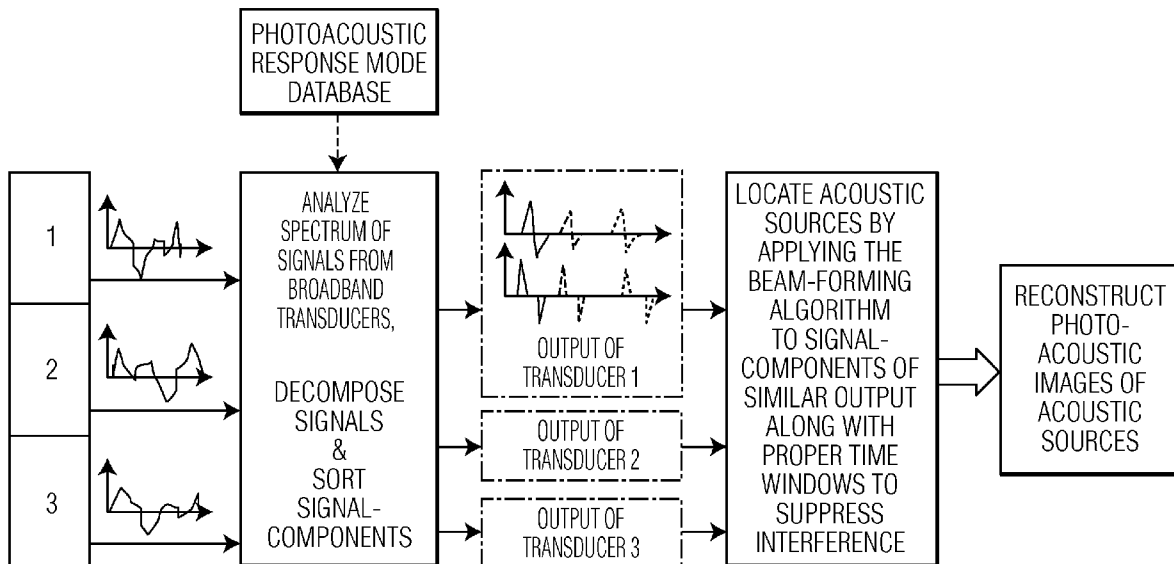 PHOTOACOUSTIC
RESPONSE MODE
DATABASE
1
2
3
ANALYZE
SPECTRUM OF
SIGNALS FROM
BROADBAND
TRANSDUCERS,
DECOMPOSE
SIGNALS
&
SORT
SIGNAL-
COMPONENTS
OUTPUT OF
TRANSDUCER 1
OUTPUT OF
TRANSDUCER 2
OUTPUT OF
TRANSDUCER 3
LOCATE ACOUSTIC
SOURCES BY
APPLYING THE
BEAM-FORMING
ALGORITHM
TO SIGNAL-
COMPONENTS OF
SIMILAR OUTPUT
ALONG WITH
PROPER TIME
WINDOWS TO
SUPPRESS
INTERFERENCE
RECONSTRUCT
PHOTO-
ACOUSTIC
IMAGES OF
ACOUSTIC
SOURCES